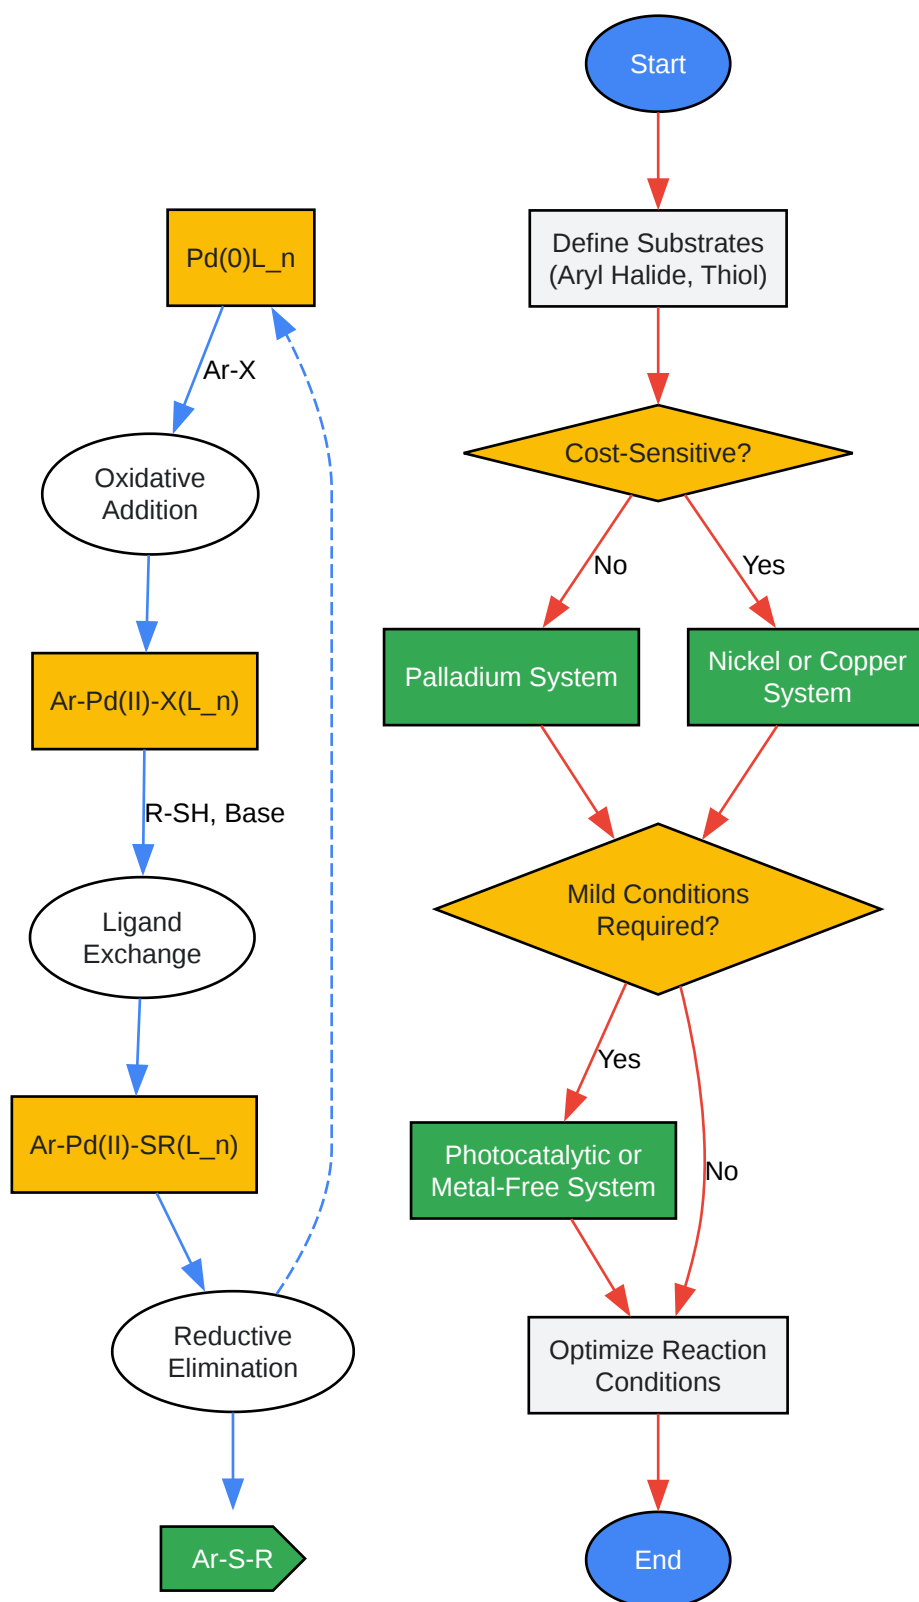 Pd(0)L_n
Ar-X
Oxidative
Addition
Ar-Pd(II)-X(L_n)
R-SH, Base
Ligand
Exchange
Ar-Pd(II)-SR(L_n)
Reductive
Elimination
Ar-S-R
Start
Define Substrates
(Aryl Halide, Thiol)
Cost-Sensitive?
No
Yes
Palladium System
Nickel or Copper
System
Mild Conditions
Required?
Yes
No
Photocatalytic or
Metal-Free System
Optimize Reaction
Conditions
End